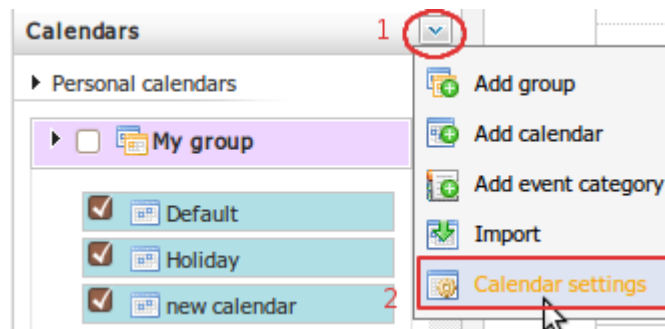 Calendars 1
Personal calendars
My group
Default
Holiday
new calendar
Add group
Add calendar
Add event category
Import
2 Calendar settings